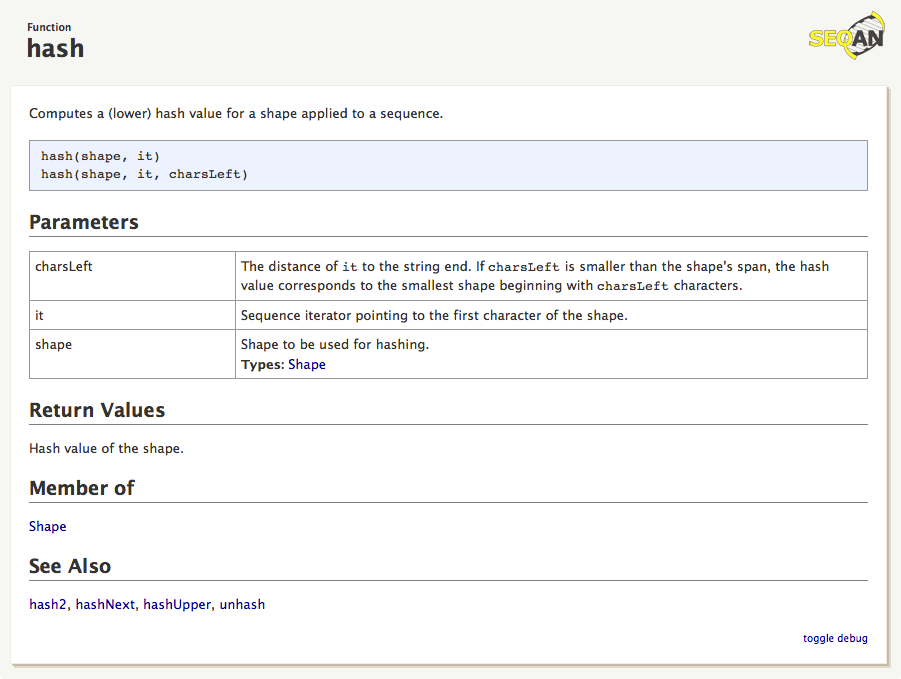 Function
hash
SEQAN
Computes a (lower) hash value for a shape applied to a sequence.
hash(shape, it)
hash(shape, it, charsLeft)
Parameters
charsLeft
The distance of it to the string end. If charsLeft is smaller than the shape's span, the hash
value corresponds to the smallest shape beginning with charsLeft characters.
it
Sequence iterator pointing to the first character of the shape.
shape
Shape to be used for hashing.
Types: Shape
Return Values
Hash value of the shape.
Member of
Shape
See Also
hash2, hashNext, hashUpper, unhash
toggle debug